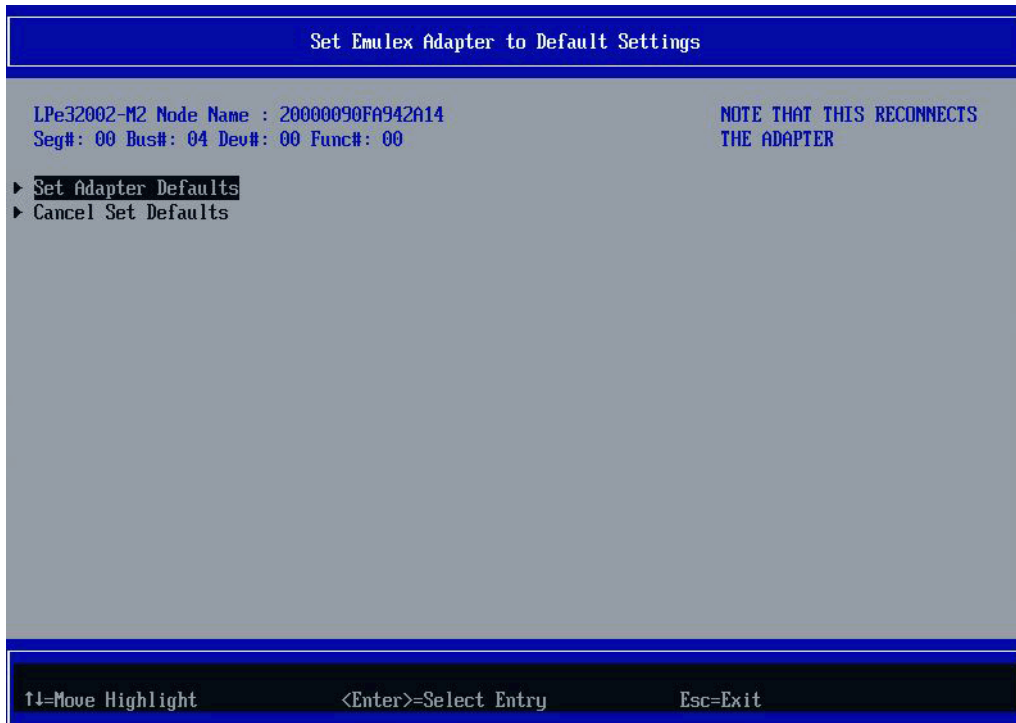 Set Emulex Adapter to Default Settings
LPe32002-M2 Node Name : 20000090FA942A14
Seg#: 00 Bus#: 04 Dev#: 00 Func#: 00
NOTE THAT THIS RECONNECTS
THE ADAPTER
Set Adapter Defaults
Cancel Set Defaults
↑↓=Move Highlight <Enter>=Select Entry Esc=Exit